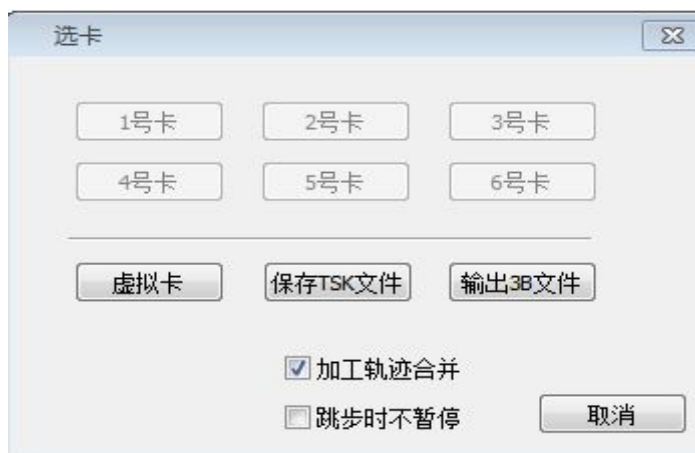 选卡
1号卡 2号卡 3号卡
4号卡 5号卡 6号卡
虚拟卡 保存TSK文件 输出3B文件
加工轨迹合并
跳步时不暂停 取消